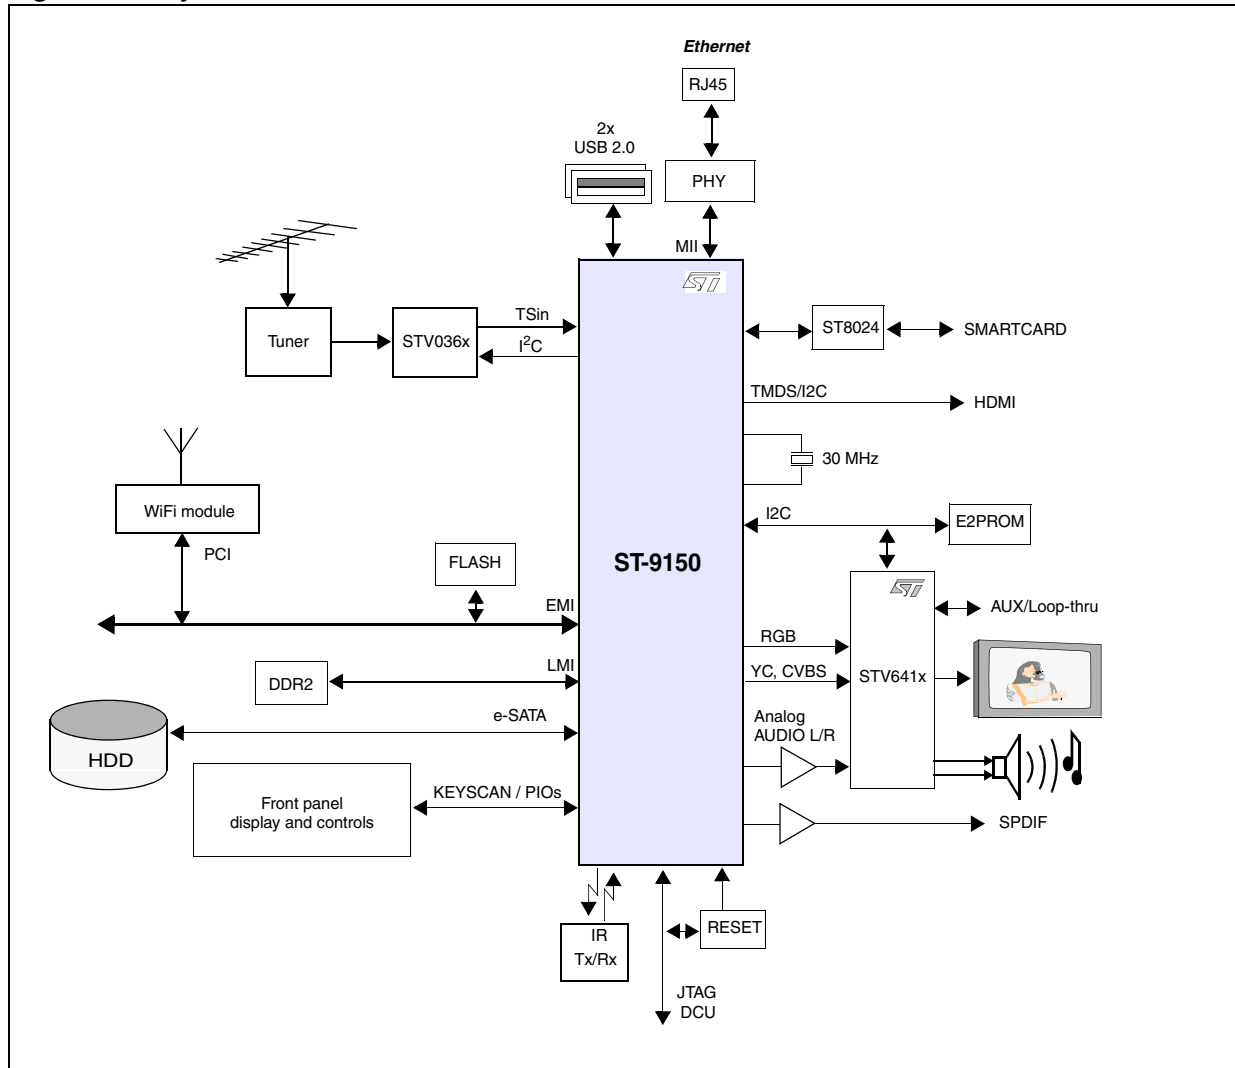 Ethernet
RJ45
2x
USB 2.0
PHY
MII
ST
Tuner
STV036x
TSin
I²C
ST8024
SMARTCARD
TMDS/I2C
HDMI
30 MHz
WiFi module
PCI
I2C
E2PROM
FLASH
ST-9150
ST
EMI
AUX/Loop-thru
RGB
LMI
DDR2
YC, CVBS
STV641x
e-SATA
HDD
Analog
AUDIO L/R
Front panel
display and controls
KEYSCAN / PIOs
SPDIF
IR
Tx/Rx
RESET
JTAG
DCU